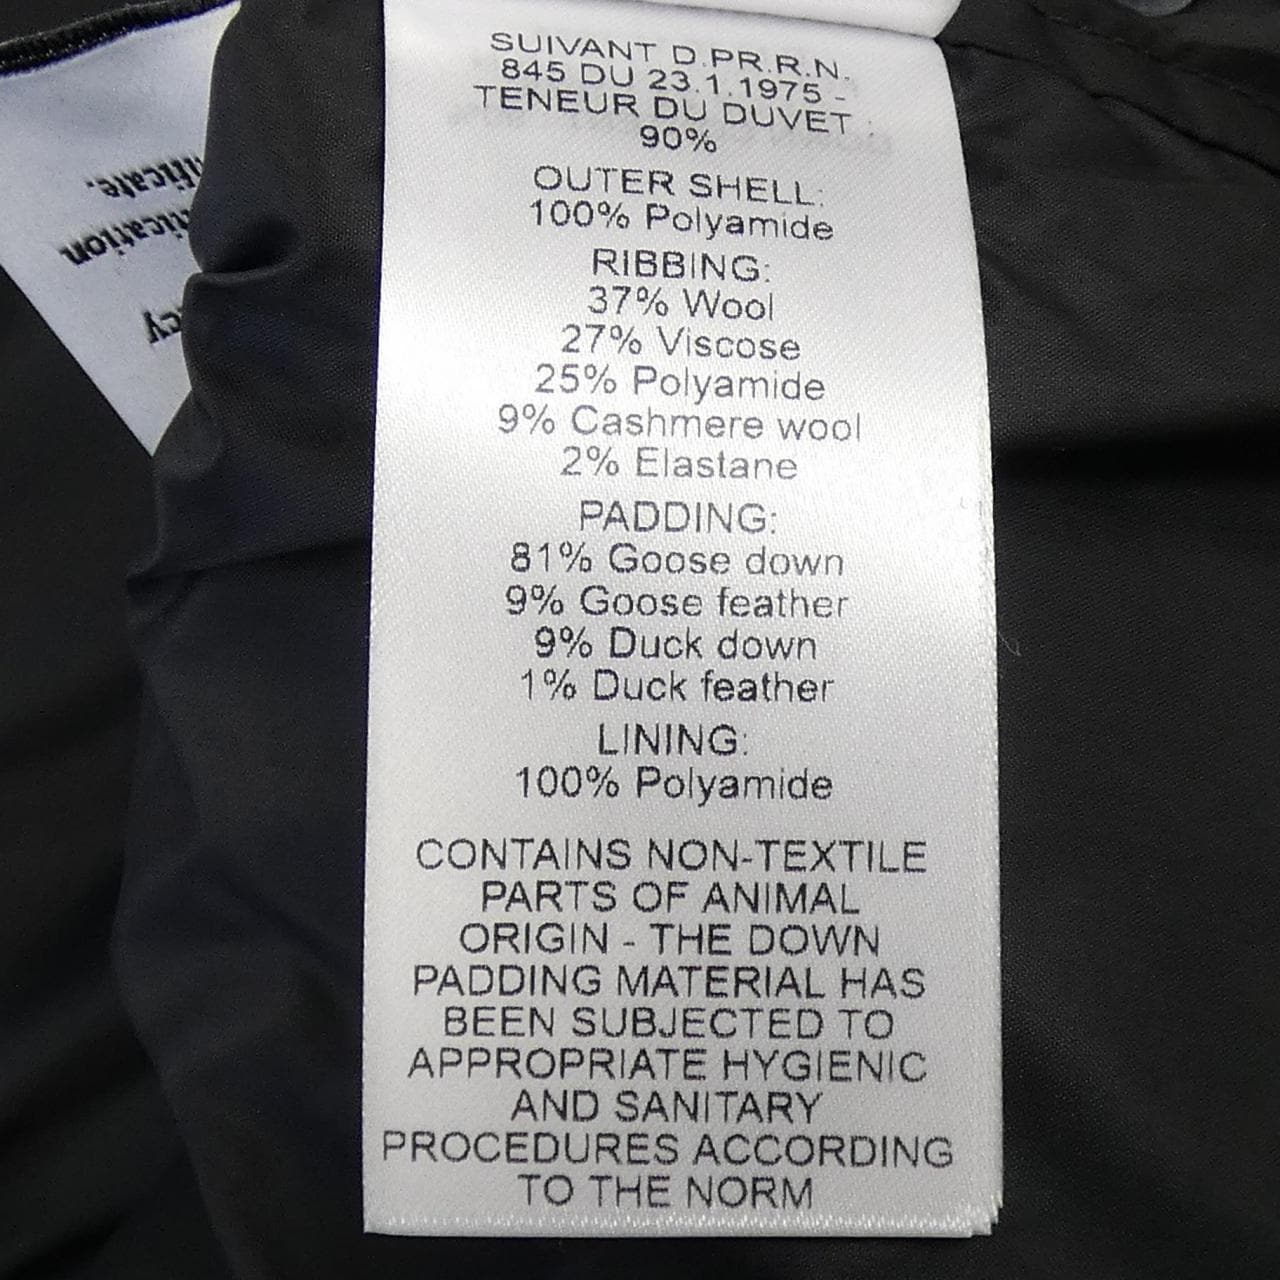 SUIVANT D.PR.R.N.
845 DU 23.1.1975 -
TENEUR DU DUVET :
90%
OUTER SHELL:
100% Polyamide
RIBBING:
37% Wool
27% Viscose
25% Polyamide
9% Cashmere wool
2% Elastane
PADDING:
81% Goose down
9% Goose feather
9% Duck down
1% Duck feather
LINING:
100% Polyamide
CONTAINS NON-TEXTILE
PARTS OF ANIMAL
ORIGIN - THE DOWN
PADDING MATERIAL HAS
BEEN SUBJECTED TO
APPROPRIATE HYGIENIC
AND SANITARY
PROCEDURES ACCORDING
TO THE NORM